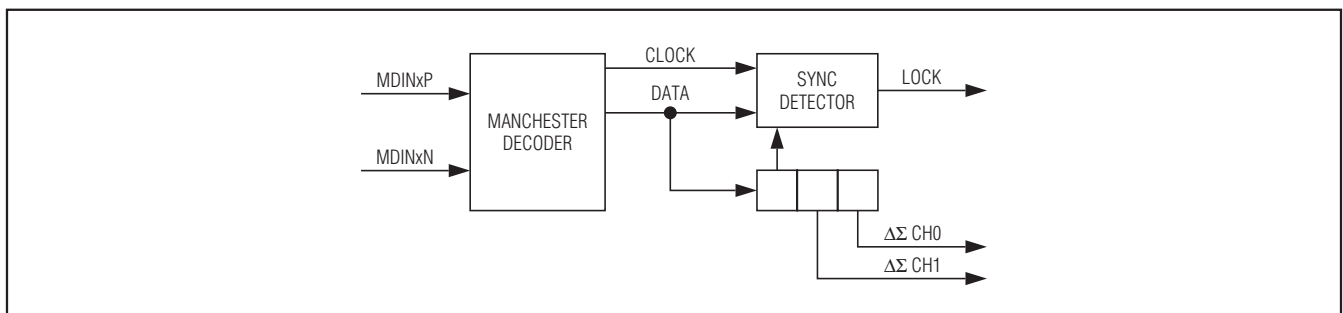 MDINxP
MDINxN
MANCHESTER
DECODER
CLOCK
DATA
SYNC
DETECTOR
LOCK
ΔΣ CH0
ΔΣ CH1